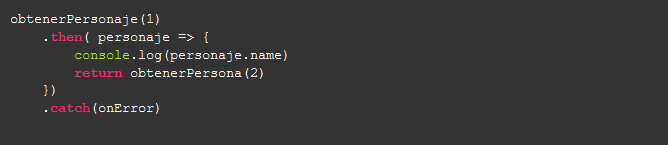 obtenerPersonaje(1)
    .then( personaje => {
        console.log(personaje.name)
        return obtenerPersona(2)
    })
    .catch(onError)